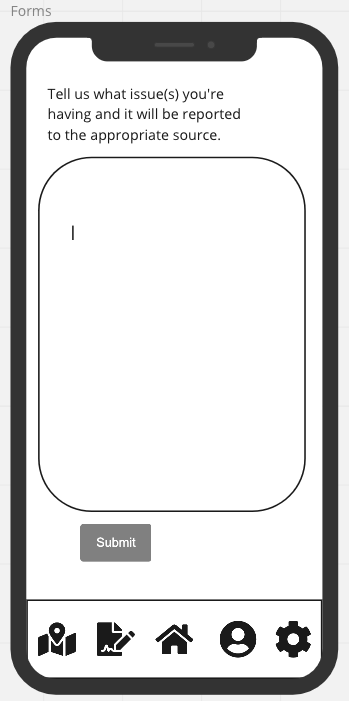 Forms
Tell us what issue(s) you're
having and it will be reported
to the appropriate source.
Submit